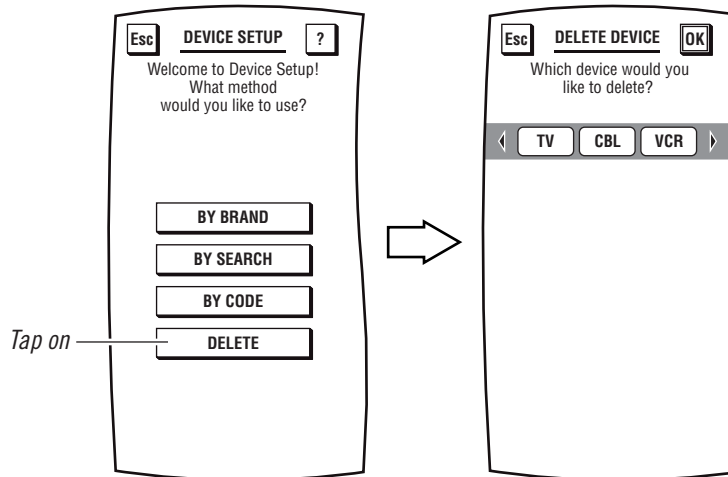 Esc DEVICE SETUP ?
Welcome to Device Setup!
What method
would you like to use?
BY BRAND
BY SEARCH
BY CODE
Tap on DELETE
Esc DELETE DEVICE OK
Which device would you
like to delete?
TV CBL VCR